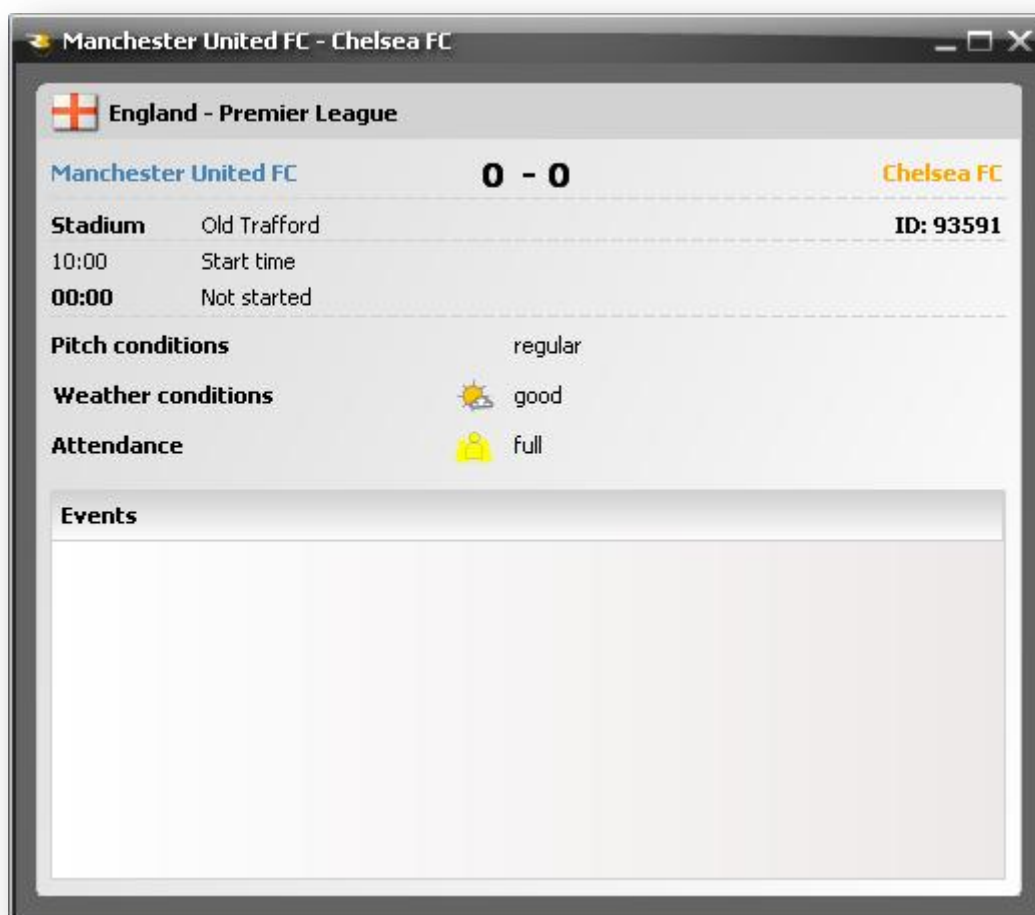 Manchester United FC - Chelsea FC
England - Premier League
Manchester United FC 0 - 0 Chelsea FC
Stadium Old Trafford ID: 93591
10:00 Start time
00:00 Not started
Pitch conditions regular
Weather conditions good
Attendance full
Events